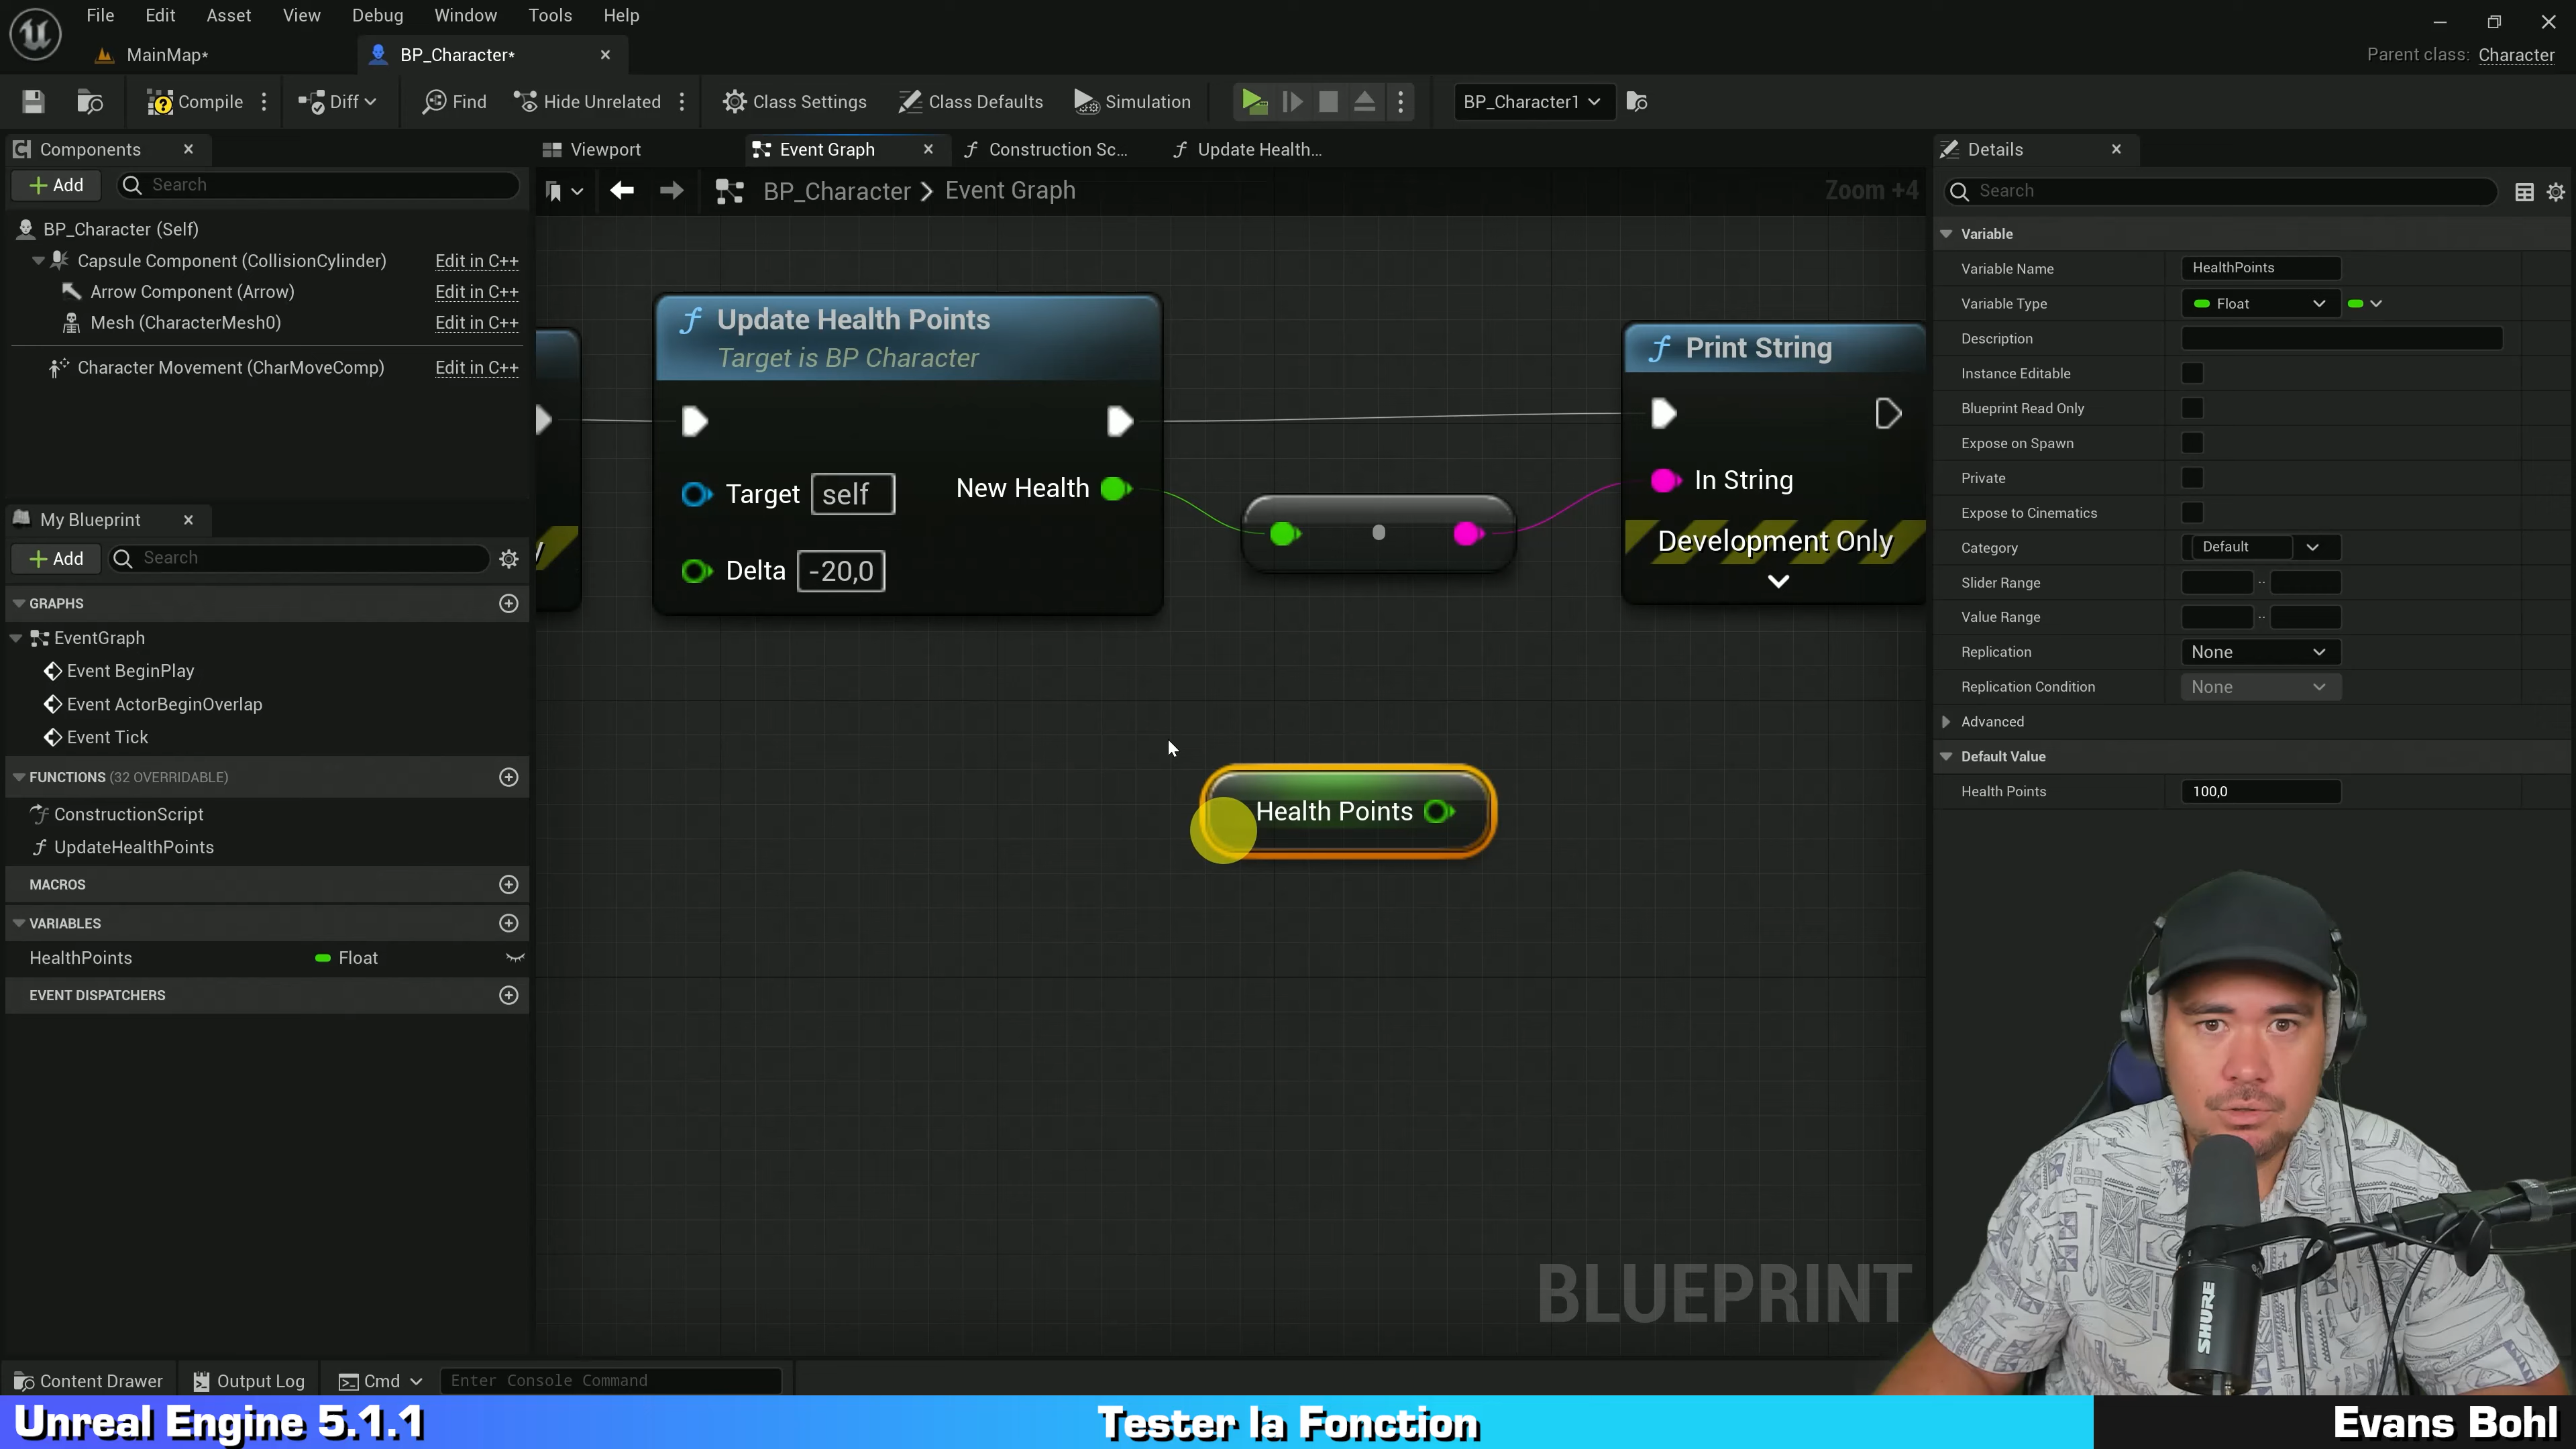 File Edit Asset View Debug Window Tools Help
MainMap*
BP_Character*
Parent class: Character
Compile
Diff
Find
Hide Unrelated
Class Settings
Class Defaults
Simulation
BP_Character1
Components
Add
Search
BP_Character (Self)
Capsule Component (CollisionCylinder) Edit in C++
Arrow Component (Arrow) Edit in C++
Mesh (CharacterMesh0) Edit in C++
Character Movement (CharMoveComp) Edit in C++
My Blueprint
Add
Search
GRAPHS
EventGraph
Event BeginPlay
Event ActorBeginOverlap
Event Tick
FUNCTIONS (32 OVERRIDABLE)
ConstructionScript
UpdateHealthPoints
MACROS
VARIABLES
HealthPoints Float
EVENT DISPATCHERS
Viewport
Event Graph
Construction Sc...
Update Health...
BP_Character > Event Graph
Zoom +4
Update Health Points
Target is BP Character
Target self
New Health
Delta -20,0
Print String
In String
Development Only
Health Points
BLUEPRINT
Details
Search
Variable
Variable Name HealthPoints
Variable Type Float
Description
Instance Editable
Blueprint Read Only
Expose on Spawn
Private
Expose to Cinematics
Category Default
Slider Range ..
Value Range ..
Replication None
Replication Condition None
Advanced
Default Value
Health Points 100,0
SHURE
Content Drawer
Output Log
Cmd
Enter Console Command
Unreal Engine 5.1.1
Tester la Fonction
Evans Bohl